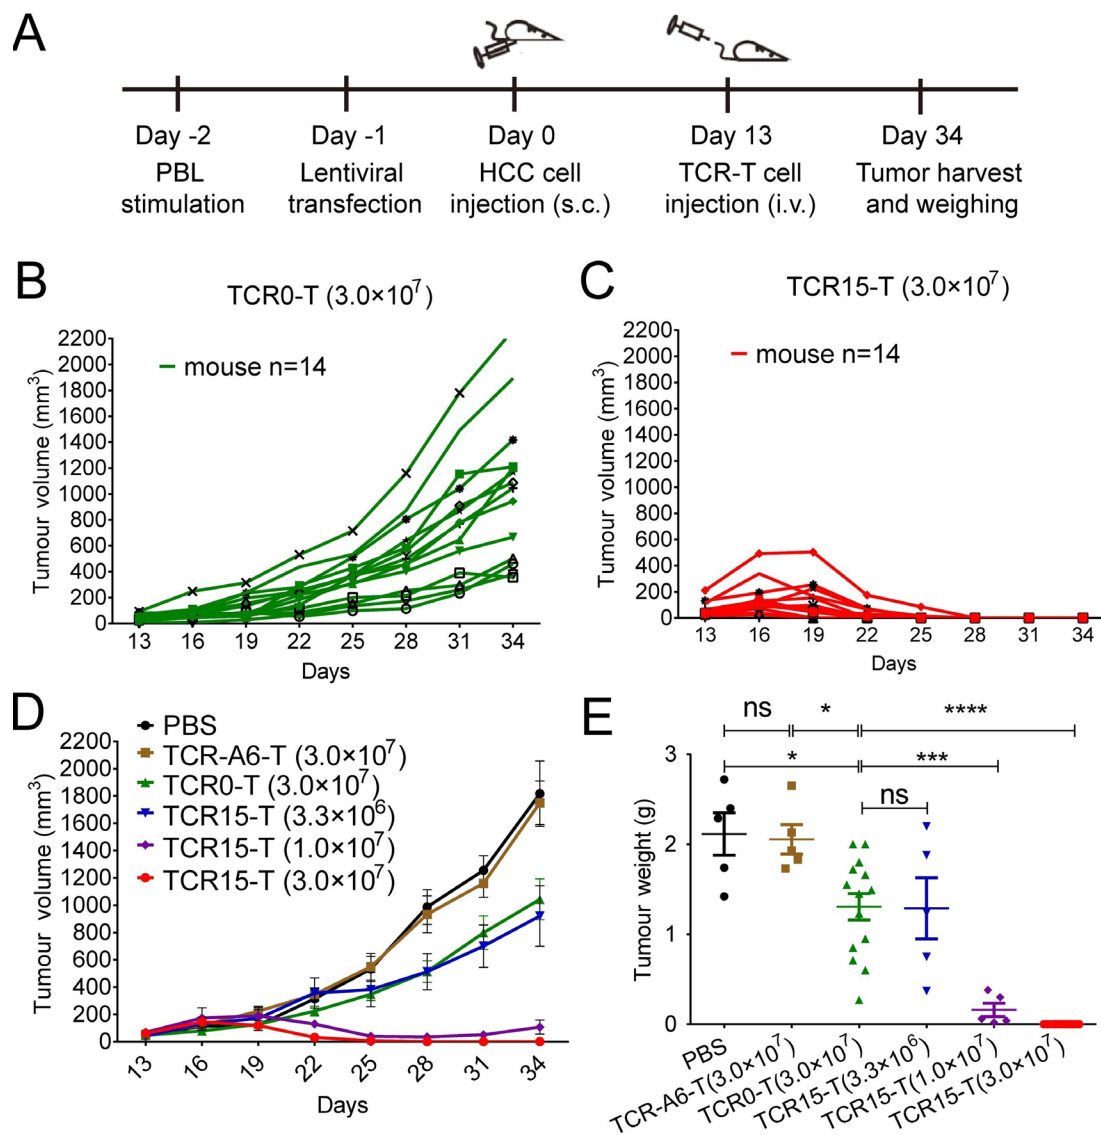 A
Day -2
Day -1
Day 0
Day 13
Day 34
PBL
stimulation
Lentiviral
transfection
HCC cell
injection (s.c.)
TCR-T cell
injection (i.v.)
Tumor harvest
and weighing
B
TCR0-T (3.0×10⁷)
mouse n=14
Tumour volume (mm³)
2200
2000
1800
1600
1400
1200
1000
800
600
400
200
0
13 16 19 22 25 28 31 34
Days
C
TCR15-T (3.0×10⁷)
mouse n=14
Tumour volume (mm³)
2200
2000
1800
1600
1400
1200
1000
800
600
400
200
0
13 16 19 22 25 28 31 34
Days
D
PBS
TCR-A6-T (3.0×10⁷)
TCR0-T (3.0×10⁷)
TCR15-T (3.3×10⁶)
TCR15-T (1.0×10⁷)
TCR15-T (3.0×10⁷)
Tumour volume (mm³)
2200
2000
1800
1600
1400
1200
1000
800
600
400
200
0
13 16 19 22 25 28 31 34
Days
E
ns * ****
* ***
ns
Tumour weight (g)
3
2
1
0
PBS
TCR-A6-T(3.0×10⁷)
TCR0-T(3.0×10⁷)
TCR15-T(3.3×10⁶)
TCR15-T(1.0×10⁷)
TCR15-T(3.0×10⁷)